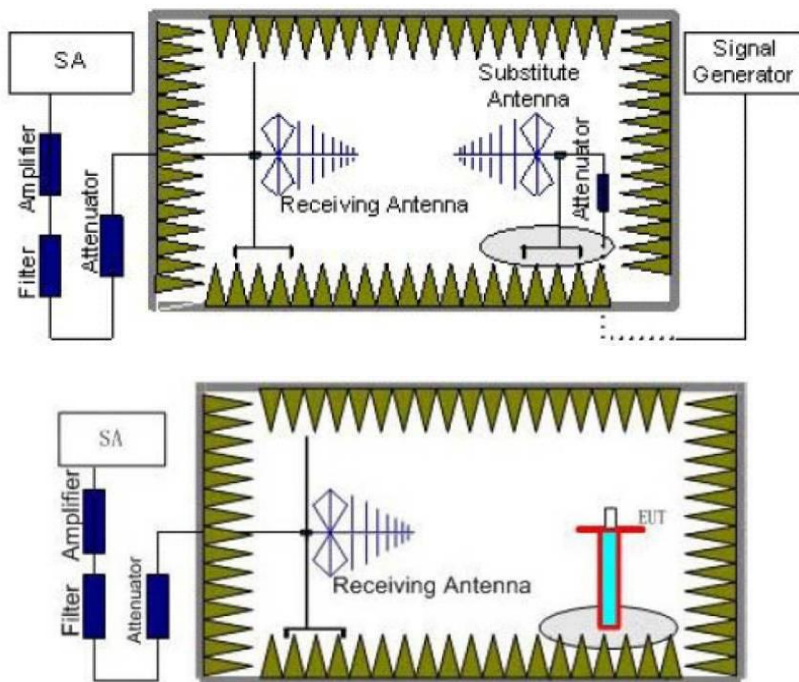 SA
Amplifier
Filter
Attenuator
Receiving Antenna
Substitute
Antenna
Attenuator
Signal
Generator
SA
Amplifier
Filter
Attenuator
Receiving Antenna
EUT